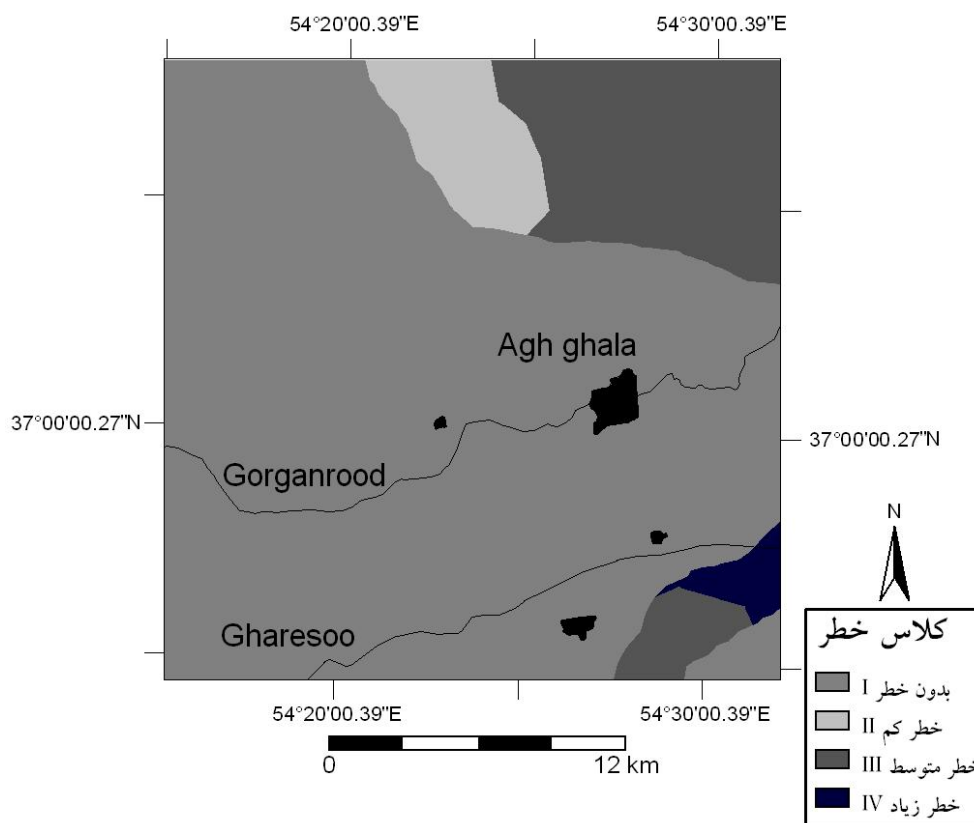 54°20'00.39"E
54°30'00.39"E
Agh ghala
37°00'00.27"N
37°00'00.27"N
Gorganrood
Gharesoo
N
54°20'00.39"E
54°30'00.39"E
0 12 km
کلاس خطر
I بدون خطر
II خطر کم
III خطر متوسط
IV خطر زیاد